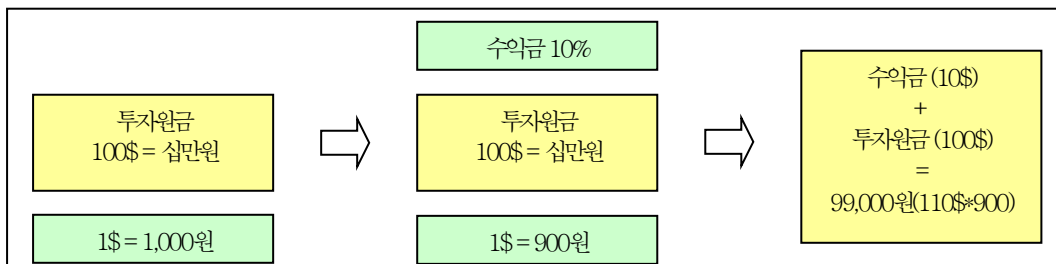 투자원금
100$ = 십만원
1$ = 1,000원
수익금 10%
투자원금
100$ = 십만원
1$ = 900원
수익금 (10$)
+
투자원금 (100$)
=
99,000원(110$*900)